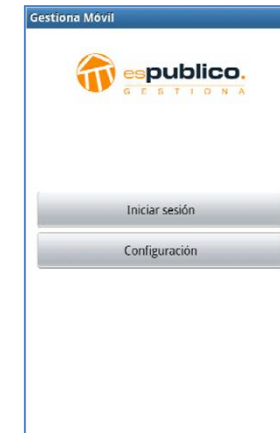 Gestiona Móvil
espublico.
GESTIONA
Iniciar sesión
Configuración